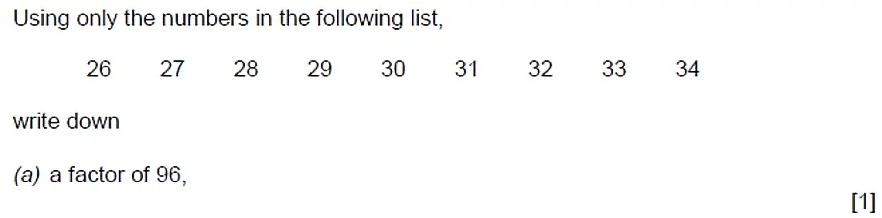 Using only the numbers in the following list,
26 27 28 29 30 31 32 33 34
write down
(a) a factor of 96,
[1]